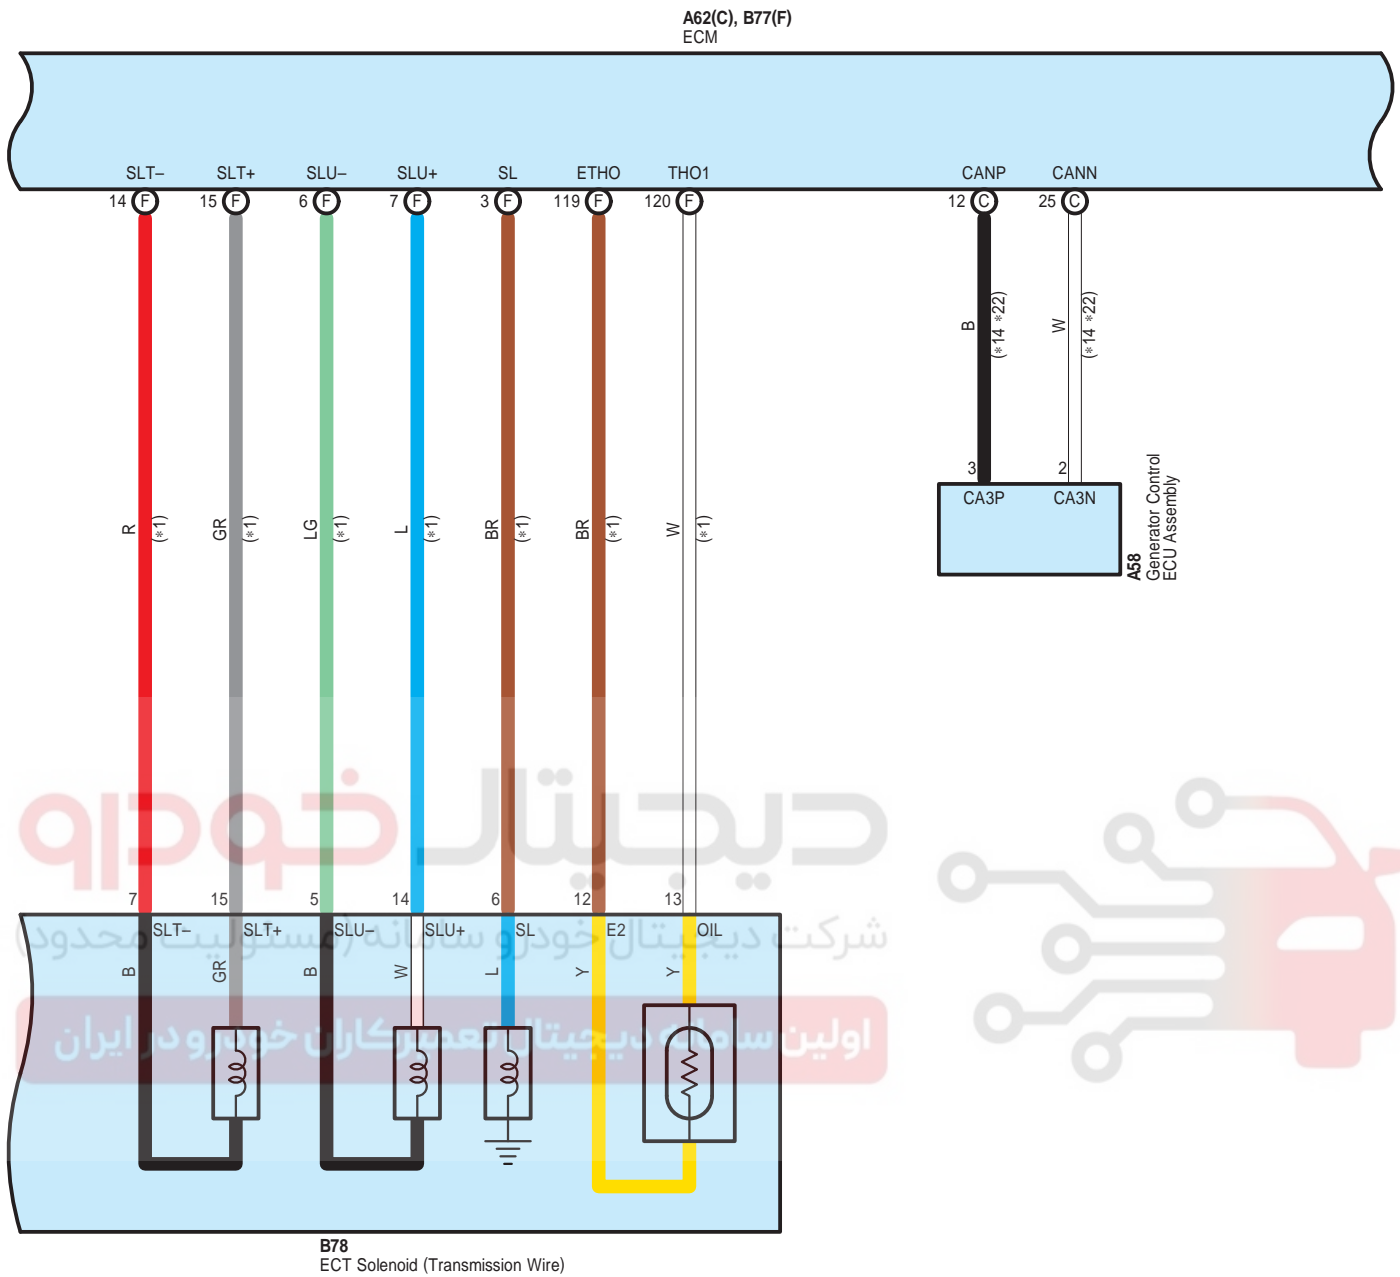 A62(C), B77(F)
ECM
SLT– SLT+ SLU– SLU+ SL ETHO THO1 CANP CANN
14 F 15 F 6 F 7 F 3 F 119 F 120 F 12 C 25 C
B (*14 *22) W (*14 *22)
3 2
CA3P CA3N
A58
Generator Control
ECU Assembly
R (*1) GR (*1) LG (*1) L (*1) BR (*1) BR (*1) W (*1)
دیجیتال خودرو
7 15 5 14 6 12 13
SLT– SLT+ SLU– SLU+ SL E2 OIL
شرکت دیجیتال خودرو سامانه (مسئولیت محدود)
B GR B W L Y Y
اولین سامانه دیجیتال تعمیرکاران خودرو در ایران
B78
ECT Solenoid (Transmission Wire)